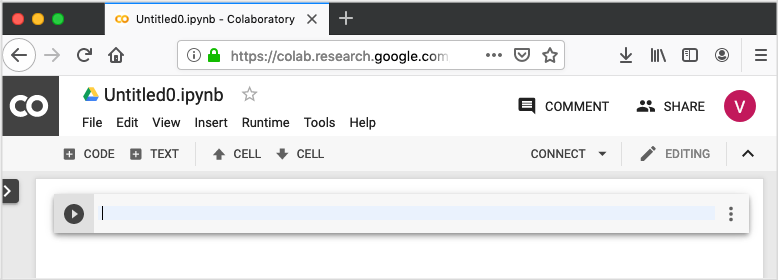 Untitled0.ipynb - Colaboratory
https://colab.research.google.com
CO Untitled0.ipynb
COMMENT SHARE V
File Edit View Insert Runtime Tools Help
CODE TEXT CELL CELL CONNECT EDITING